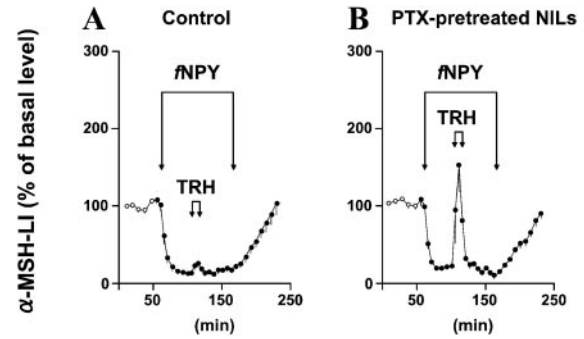 A Control
B PTX-pretreated NILs
α-MSH-LI (% of basal level)
300
200
100
0
fNPY
TRH
50
150
250
(min)
300
200
100
0
fNPY
TRH
50
150
250
(min)